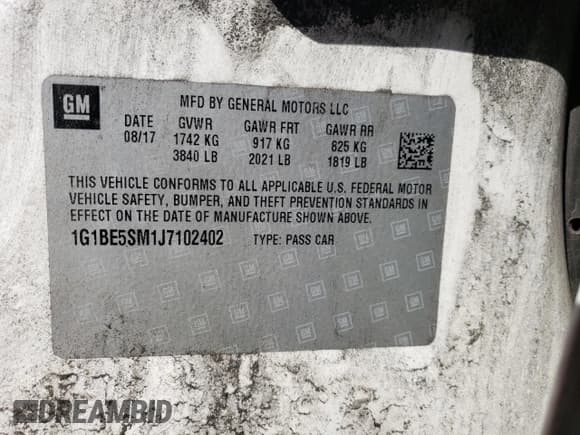 GM
MFD BY GENERAL MOTORS LLC
DATE GVWR GAWR FRT GAWR RR
08/17 1742 KG 917 KG 825 KG
3840 LB 2021 LB 1819 LB
THIS VEHICLE CONFORMS TO ALL APPLICABLE U.S. FEDERAL MOTOR
VEHICLE SAFETY, BUMPER, AND THEFT PREVENTION STANDARDS IN
EFFECT ON THE DATE OF MANUFACTURE SHOWN ABOVE.
1G1BE5SM1J7102402 TYPE: PASS CAR
DREAMBID